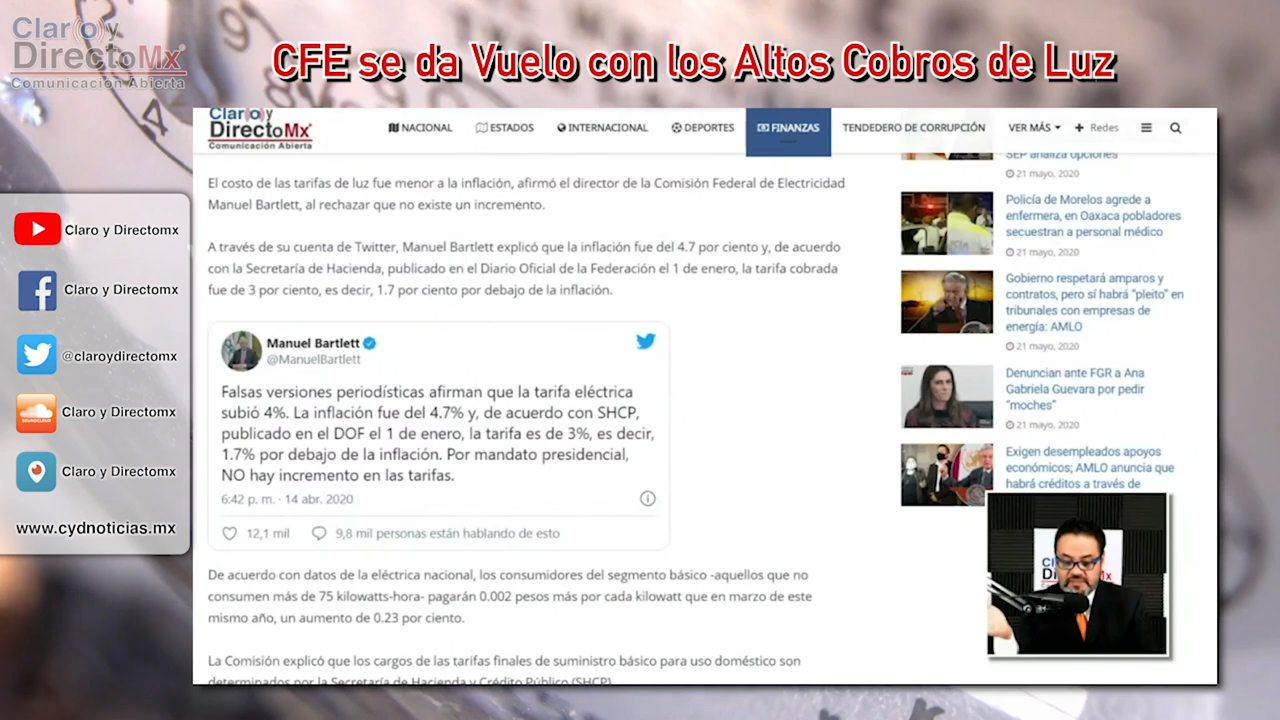 Claro y
DirectoMx
Comunicación Abierta
CFE se da Vuelo con los Altos Cobros de Luz
Claro y
DirectoMx
Comunicación Abierta
NACIONAL
ESTADOS
INTERNACIONAL
DEPORTES
FINANZAS
TENDEDERO DE CORRUPCIÓN
VER MÁS
Redes
El costo de las tarifas de luz fue menor a la inflación, afirmó el director de la Comisión Federal de Electricidad
Manuel Bartlett, al rechazar que no existe un incremento.
A través de su cuenta de Twitter, Manuel Bartlett explicó que la inflación fue del 4.7 por ciento y, de acuerdo
con la Secretaría de Hacienda, publicado en el Diario Oficial de la Federación el 1 de enero, la tarifa cobrada
fue de 3 por ciento, es decir, 1.7 por ciento por debajo de la inflación.
Manuel Bartlett
@ManuelBartlett
Falsas versiones periodísticas afirman que la tarifa eléctrica
subió 4%. La inflación fue del 4.7% y, de acuerdo con SHCP,
publicado en el DOF el 1 de enero, la tarifa es de 3%, es decir,
1.7% por debajo de la inflación. Por mandato presidencial,
NO hay incremento en las tarifas.
6:42 p. m. · 14 abr. 2020
12,1 mil
9,8 mil personas están hablando de esto
De acuerdo con datos de la eléctrica nacional, los consumidores del segmento básico -aquellos que no
consumen más de 75 kilowatts-hora- pagarán 0.002 pesos más por cada kilowatt que en marzo de este
mismo año, un aumento de 0.23 por ciento.
La Comisión explicó que los cargos de las tarifas finales de suministro básico para uso doméstico son
determinados por la Secretaría de Hacienda y Crédito Público (SHCP)
SEP analiza opciones
21 mayo, 2020
Policía de Morelos agrede a
enfermera, en Oaxaca pobladores
secuestran a personal médico
21 mayo, 2020
Gobierno respetará amparos y
contratos, pero sí habrá "pleito" en
tribunales con empresas de
energía: AMLO
21 mayo, 2020
Denuncian ante FGR a Ana
Gabriela Guevara por pedir
"moches"
21 mayo, 2020
Exigen desempleados apoyos
económicos; AMLO anuncia que
habrá créditos a través de
Claro y Directomx
Claro y Directomx
@claroydirectomx
SOUNDCLOUD
Claro y Directomx
Claro y Directomx
www.cydnoticias.mx